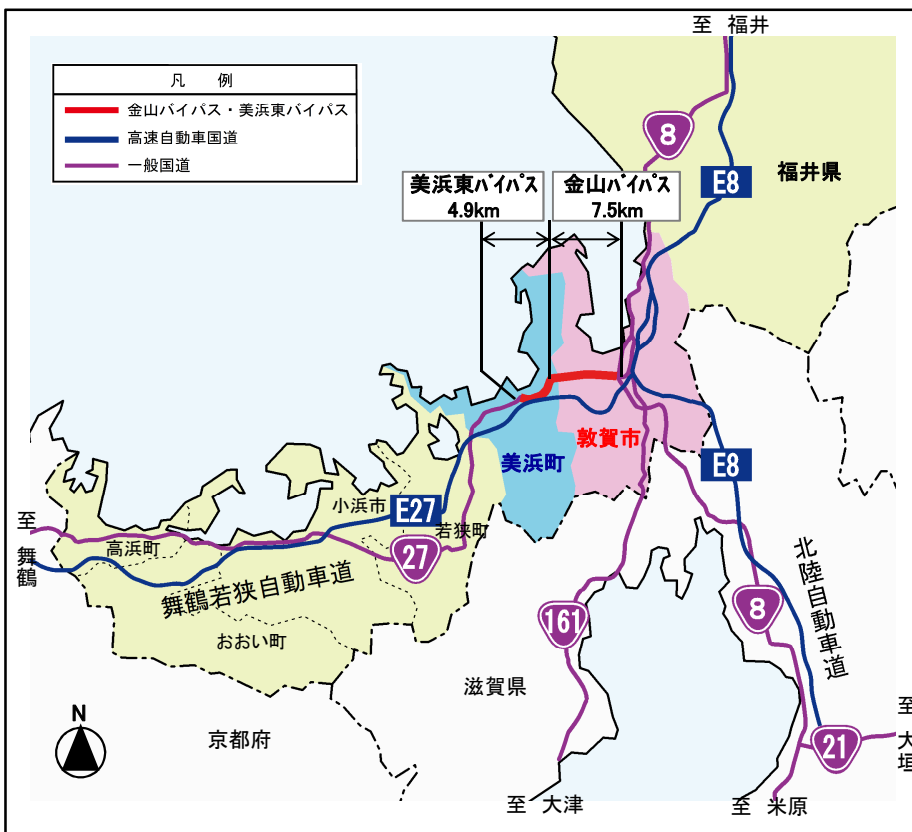 至 福井
凡 例
金山バイパス・美浜東バイパス
高速自動車国道
一般国道
8
E8
福井県
美浜東バイパス
4.9km
金山バイパス
7.5km
敦賀市
美浜町
E8
小浜市
E27
若狭町
至 舞鶴
高浜町
27
舞鶴若狭自動車道
おおい町
北陸自動車道
8
161
滋賀県
N
京都府
21
至 大垣
至 大津
至 米原